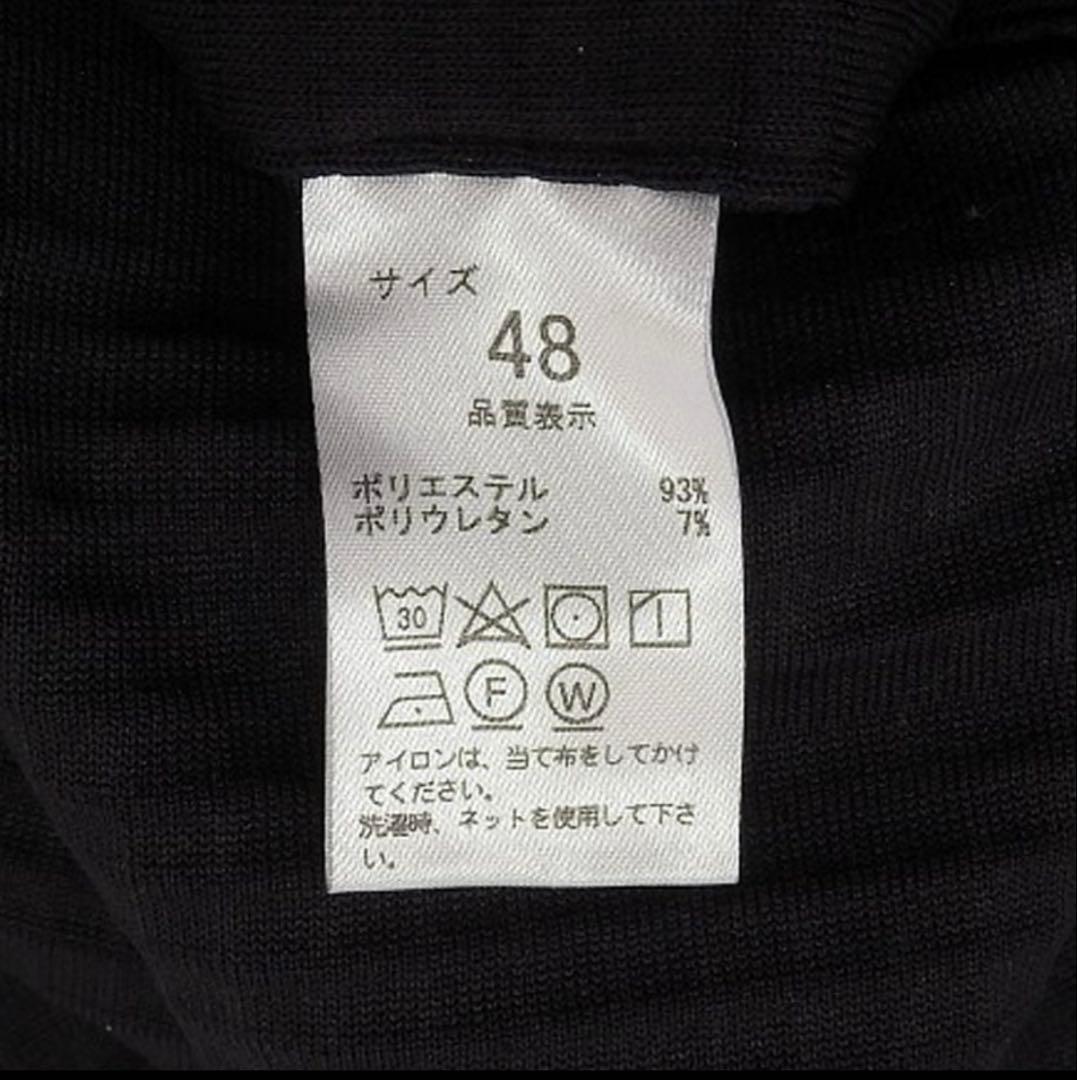 サイズ
48
品質表示
ポリエステル 93%
ポリウレタン 7%
30
F W
アイロンは、当て布をしてかけ
てください。
洗濯時、ネットを使用して下さ
い。